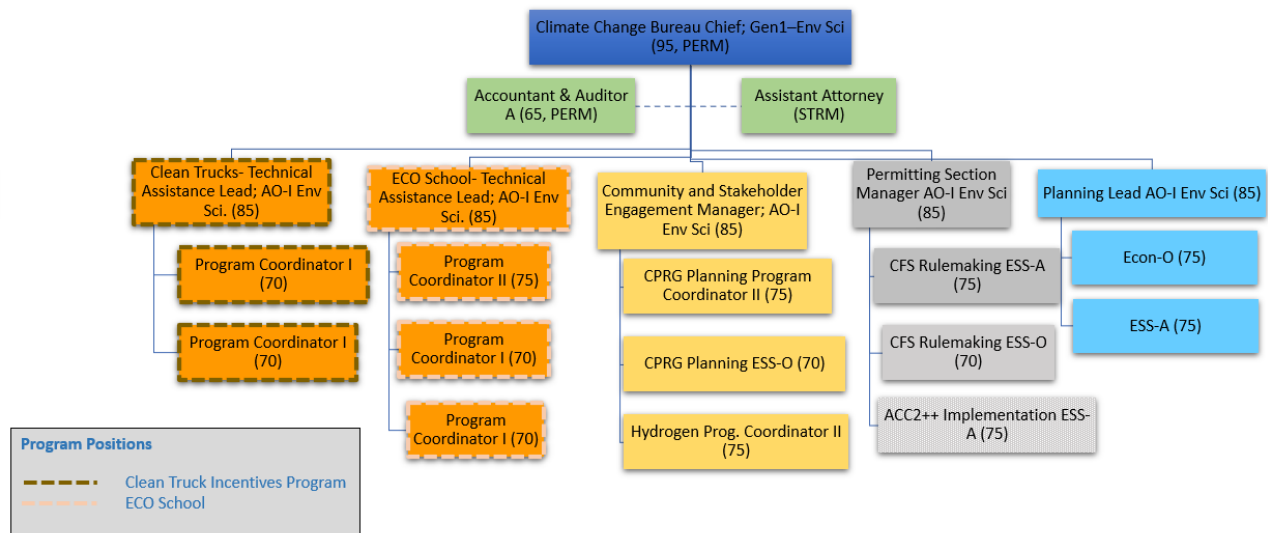 Climate Change Bureau Chief; Gen1–Env Sci
(95, PERM)
Accountant & Auditor
A (65, PERM)
Assistant Attorney
(STRM)
Clean Trucks- Technical
Assistance Lead; AO-I Env
Sci. (85)
Program Coordinator I
(70)
Program Coordinator I
(70)
ECO School- Technical
Assistance Lead; AO-I Env
Sci. (85)
Program
Coordinator II (75)
Program
Coordinator I (70)
Program
Coordinator I (70)
Community and Stakeholder
Engagement Manager; AO-I
Env Sci (85)
CPRG Planning Program
Coordinator II (75)
CPRG Planning ESS-O (70)
Hydrogen Prog. Coordinator II
(75)
Permitting Section
Manager AO-I Env Sci
(85)
CFS Rulemaking ESS-A
(75)
CFS Rulemaking ESS-O
(70)
ACC2++ Implementation ESS-
A (75)
Planning Lead AO-I Env Sci (85)
Econ-O (75)
ESS-A (75)
Program Positions
Clean Truck Incentives Program
ECO School